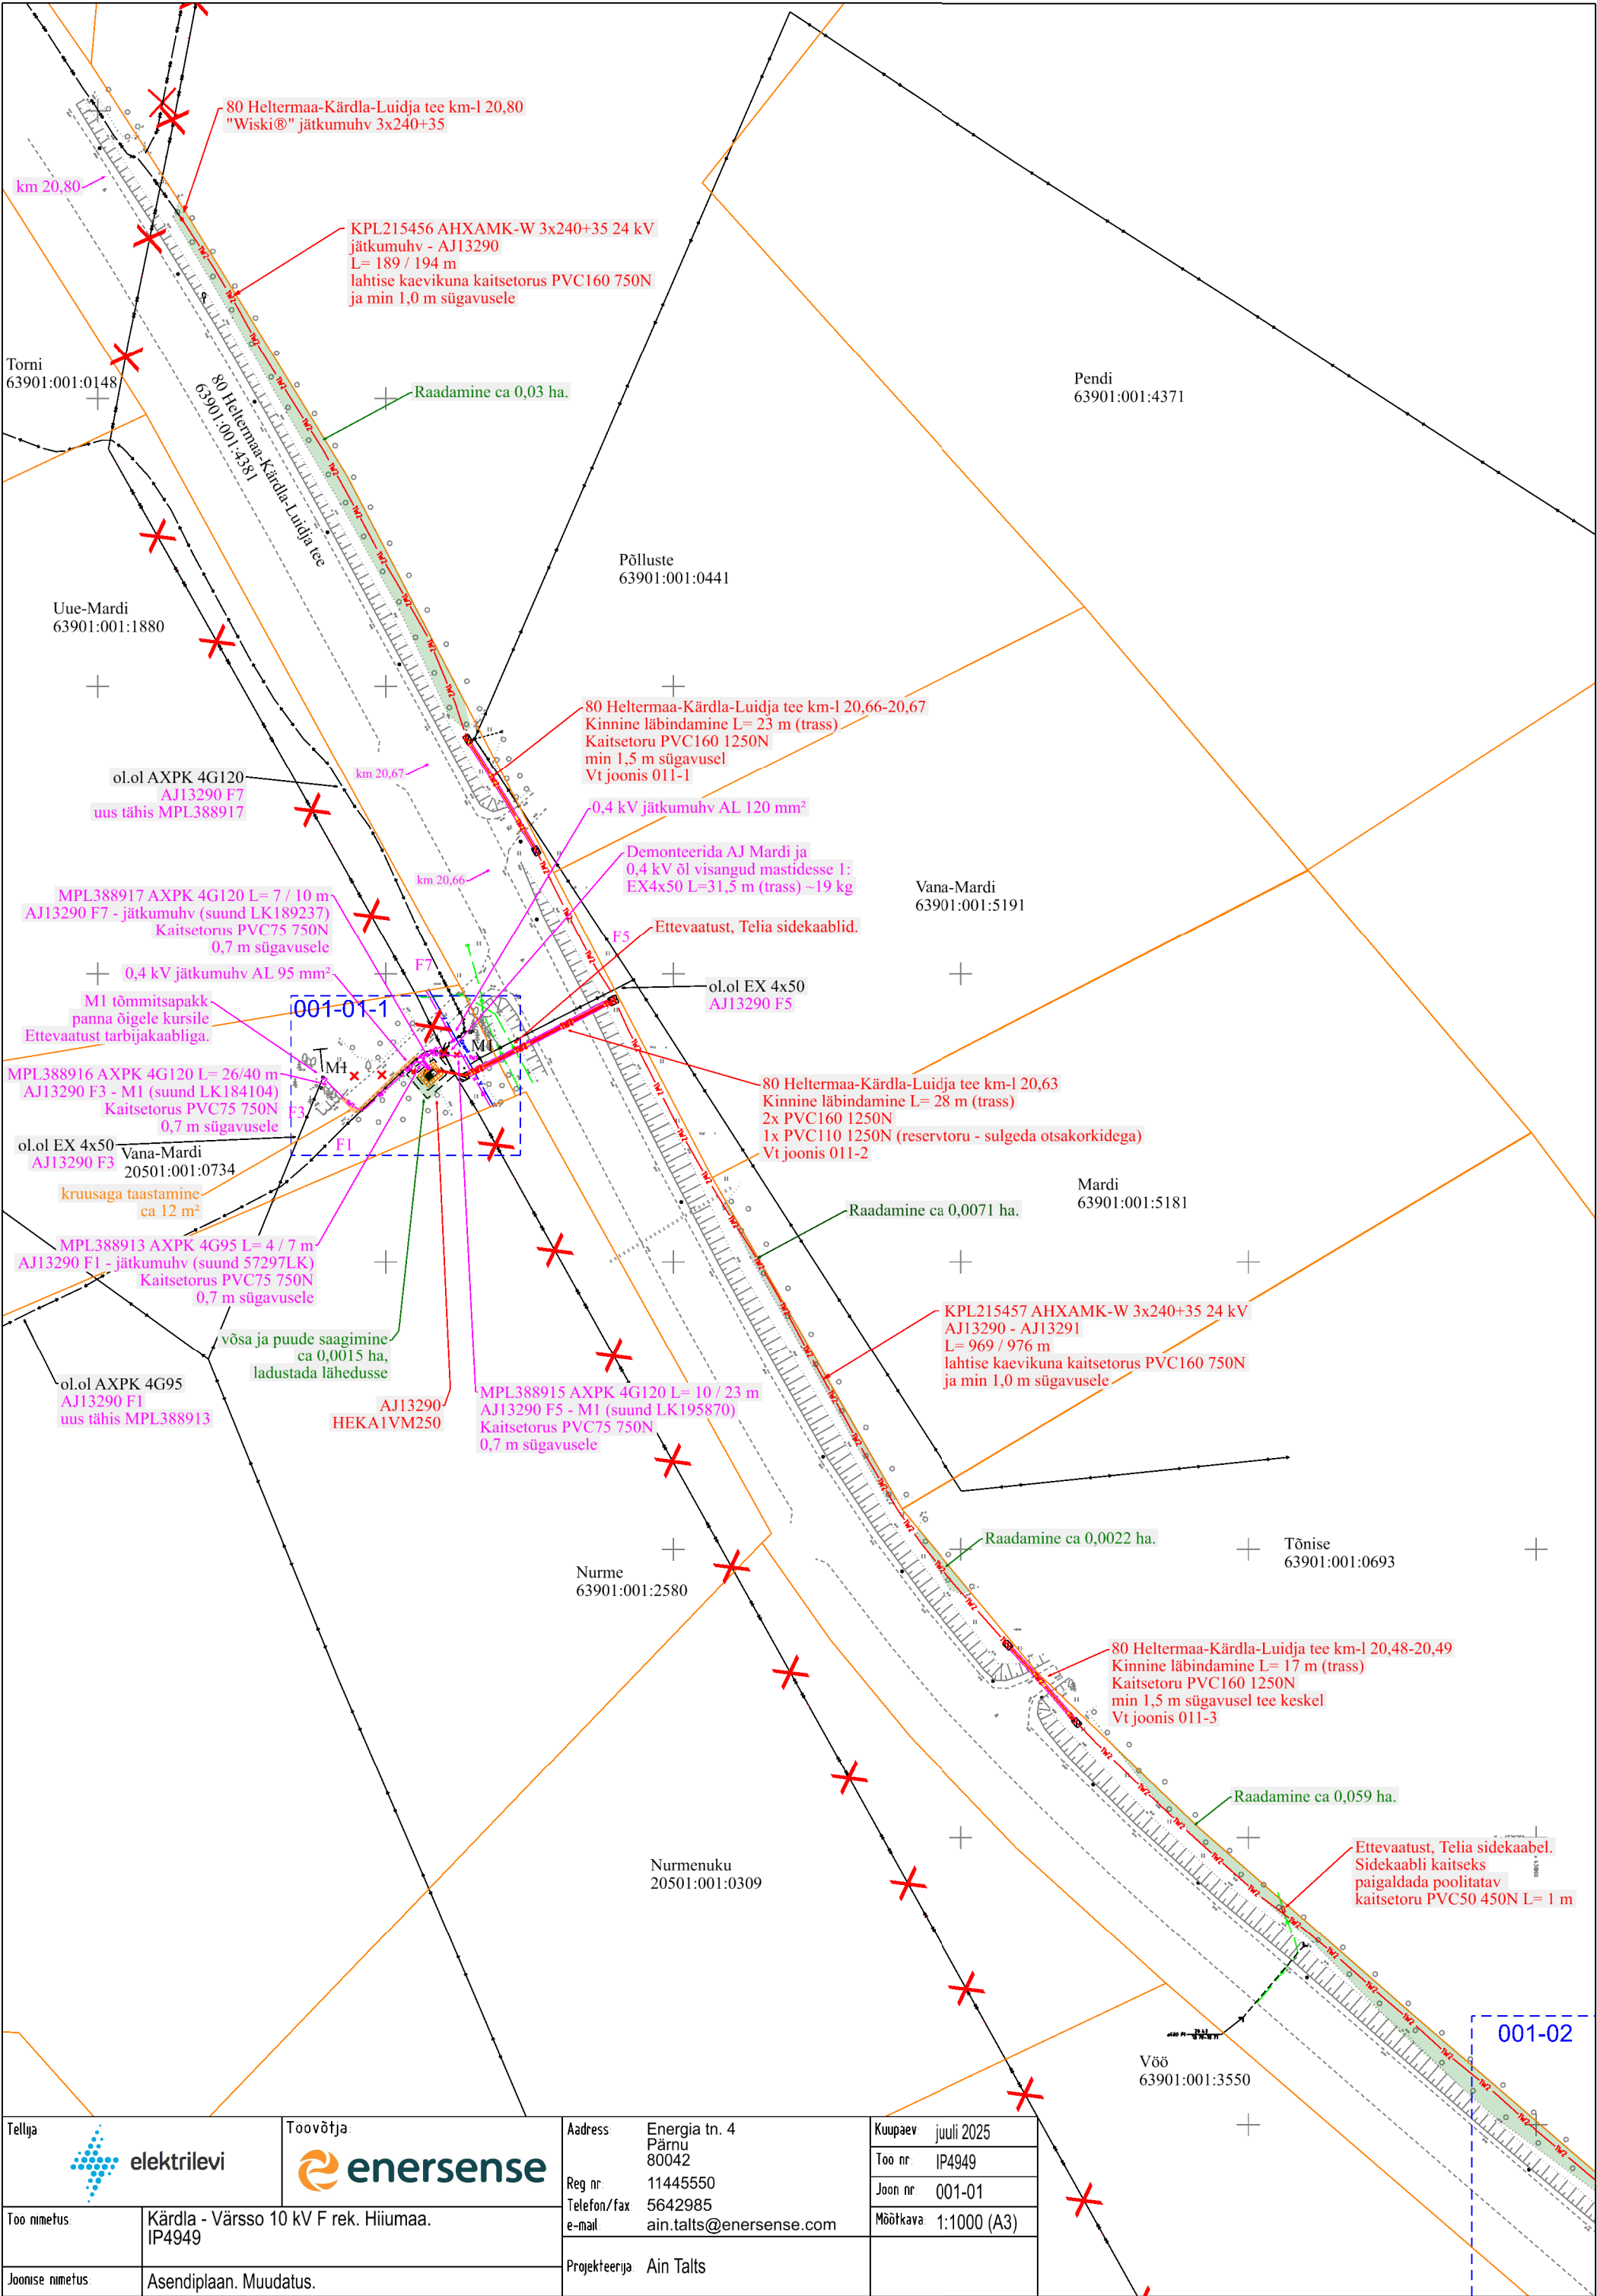 80 Heltermaa-Kärdla-Luidja tee km-l 20,80
"Wiski®" jätkumuhv 3x240+35
km 20,80
KPL215456 AHXAMK-W 3x240+35 24 kV
jätkumuhv - AJ13290
L= 189 / 194 m
lahtise kaevikuna kaitsetorus PVC160 750N
ja min 1,0 m sügavusele
Torni
63901:001:0148
80 Heltermaa-Kärdla-Luidja tee
63901:001:4381
Raadamine ca 0,03 ha.
Pendi
63901:001:4371
Põlluste
63901:001:0441
Uue-Mardi
63901:001:1880
80 Heltermaa-Kärdla-Luidja tee km-l 20,66-20,67
Kinnine läbindamine L= 23 m (trass)
Kaitsetoru PVC160 1250N
min 1,5 m sügavusel
Vt joonis 011-1
km 20,67
ol.ol AXPK 4G120
AJ13290 F7
uus tähis MPL388917
0,4 kV jätkumuhv AL 120 mm²
Demonteerida AJ Mardi ja
0,4 kV õl visangud mastidesse 1:
EX4x50 L=31,5 m (trass) ~19 kg
km 20,66
Vana-Mardi
63901:001:5191
MPL388917 AXPK 4G120 L= 7 / 10 m
AJ13290 F7 - jätkumuhv (suund LK189237)
Kaitsetorus PVC75 750N
0,7 m sügavusele
Ettevaatust, Telia sidekaablid.
F5
F7
0,4 kV jätkumuhv AL 95 mm²
ol.ol EX 4x50
AJ13290 F5
M1 tõmmitsapakk
panna õigele kursile
Ettevaatust tarbijakaabliga.
001-01-1
M1
M1
MPL388916 AXPK 4G120 L= 26/40 m
AJ13290 F3 - M1 (suund LK184104)
Kaitsetorus PVC75 750N
0,7 m sügavusele
F3
80 Heltermaa-Kärdla-Luidja tee km-l 20,63
Kinnine läbindamine L= 28 m (trass)
2x PVC160 1250N
1x PVC110 1250N (reservtoru - sulgeda otsakorkidega)
Vt joonis 011-2
ol.ol EX 4x50
AJ13290 F3
F1
Vana-Mardi
20501:001:0734
kruusaga taastamine
ca 12 m²
Mardi
63901:001:5181
Raadamine ca 0,0071 ha.
MPL388913 AXPK 4G95 L= 4 / 7 m
AJ13290 F1 - jätkumuhv (suund 57297LK)
Kaitsetorus PVC75 750N
0,7 m sügavusele
KPL215457 AHXAMK-W 3x240+35 24 kV
AJ13290 - AJ13291
L= 969 / 976 m
lahtise kaevikuna kaitsetorus PVC160 750N
ja min 1,0 m sügavusele
võsa ja puude saagimine
ca 0,0015 ha,
ladustada lähedusse
ol.ol AXPK 4G95
AJ13290 F1
uus tähis MPL388913
AJ13290
HEKA1VM250
MPL388915 AXPK 4G120 L= 10 / 23 m
AJ13290 F5 - M1 (suund LK195870)
Kaitsetorus PVC75 750N
0,7 m sügavusele
Raadamine ca 0,0022 ha.
Tõnise
63901:001:0693
Nurme
63901:001:2580
80 Heltermaa-Kärdla-Luidja tee km-l 20,48-20,49
Kinnine läbindamine L= 17 m (trass)
Kaitsetoru PVC160 1250N
min 1,5 m sügavusel tee keskel
Vt joonis 011-3
Raadamine ca 0,059 ha.
Ettevaatust, Telia sidekaabel.
Sidekaabli kaitseks
paigaldada poolitatav
kaitsetoru PVC50 450N L= 1 m
Nurmenuku
20501:001:0309
001-02
Vöö
63901:001:3550
Tellija
elektrilevi
Töövõtja:
enersense
Aadress: Energia tn. 4
Pärnu
80042
Reg nr: 11445550
Telefon/fax: 5642985
e-mail ain.talts@enersense.com
Kuupäev juuli 2025
Töö nr: IP4949
Joon nr 001-01
Mõõtkava: 1:1000 (A3)
Töö nimetus: Kärdla - Värsso 10 kV F rek. Hiiumaa.
IP4949
Projekteerija: Ain Talts
Joonise nimetus: Asendiplaan. Muudatus.